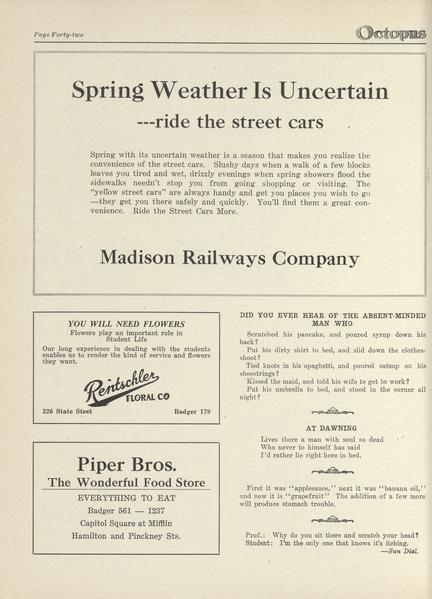 Page Forty-two
Octopus
Spring Weather Is Uncertain
---ride the street cars
Spring with its uncertain weather is a season that makes you realize the
convenience of the street cars. Slushy days when a walk of a few blocks
leaves you tired and wet, drizzly evenings when spring showers flood the
sidewalks needn't stop you from going shopping or visiting. The
"yellow street cars" are always handy and get you places you wish to go
—they get you there safely and quickly. You'll find them a great con-
venience. Ride the Street Cars More.
Madison Railways Company
YOU WILL NEED FLOWERS
Flowers play an important role in
Student Life
Our long experience in dealing with the students
enables us to render the kind of service and flowers
they want.
Rentschler
FLORAL CO
226 State Steet Badger 179
Piper Bros.
The Wonderful Food Store
EVERYTHING TO EAT
Badger 561 — 1237
Capitol Square at Mifflin
Hamilton and Pinckney Sts.
DID YOU EVER HEAR OF THE ABSENT-MINDED
MAN WHO
Scratched his pancake, and poured syrup down his
back?
Put his dirty shirt to bed, and slid down the clothes-
shoot?
Tied knots in his spaghetti, and poured catsup on his
shoestrings?
Kissed the maid, and told his wife to get to work?
Put his umbrella to bed, and stood in the corner all
night?
AT DAWNING
Lives there a man with soul so dead
Who never to himself has said
I'd rather lie right here in bed.
First it was "applesauce," next it was "banana oil,"
and now it is "grapefruit" The addition of a few more
will produce stomach trouble.
Prof.: Why do you sit there and scratch your head?
Student: I'm the only one that knows it's itching.
—Sun Dial.